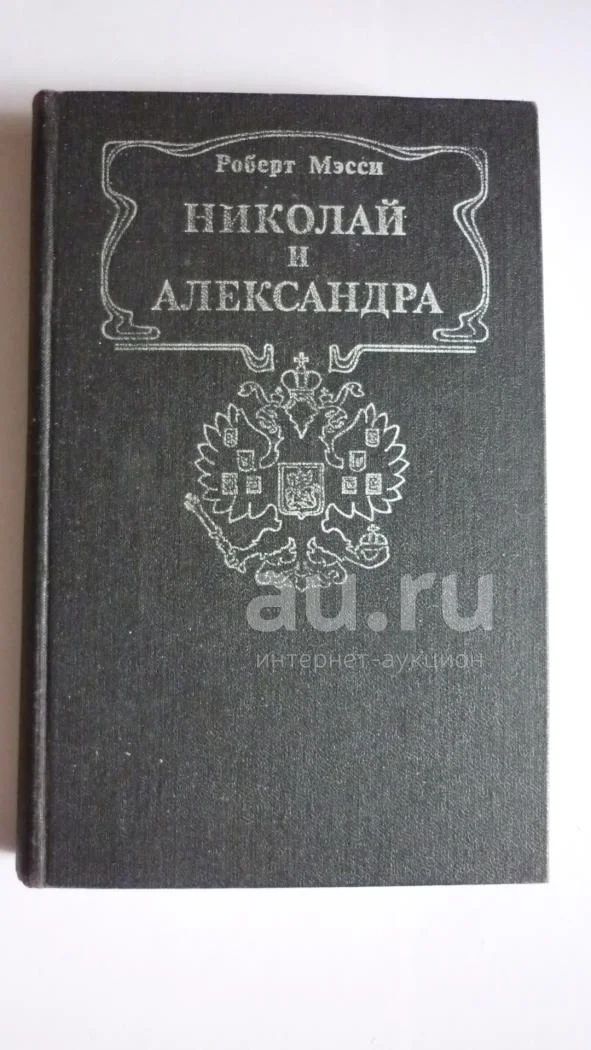 Роберт Мэсси
НИКОЛАЙ
И
АЛЕКСАНДРА
au.ru
интернет-аукцион